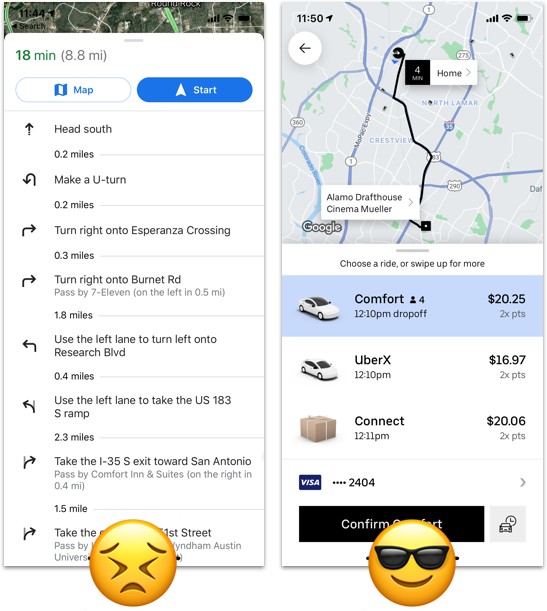 11:44
Search
Round Rock
18 min (8.8 mi)
Map
Start
Head south
0.2 miles
Make a U-turn
0.2 miles
Turn right onto Esperanza Crossing
0.3 miles
Turn right onto Burnet Rd
Pass by 7-Eleven (on the left in 0.5 mi)
1.8 miles
Use the left lane to turn left onto
Research Blvd
0.4 miles
Use the left lane to take the US 183
S ramp
2.3 miles
Take the I-35 S exit toward San Antonio
Pass by Comfort Inn & Suites (on the right in
0.4 mi)
1.5 mile
Take the 51st Street
Pass by Wyndham Austin
11:50
1
275
4
MIN
Home
NORTH LAMAR
360
MoPac Expy
35
CRESTVIEW
1
183
Colorado River
290
Daf
Alamo Drafthouse
Cinema Mueller
Google
Choose a ride, or swipe up for more
Comfort 4
$20.25
12:10pm dropoff
2x pts
UberX
$16.97
12:10pm
2x pts
Connect
$20.06
12:11pm
2x pts
VISA
•••• 2404
Confirm Comfort